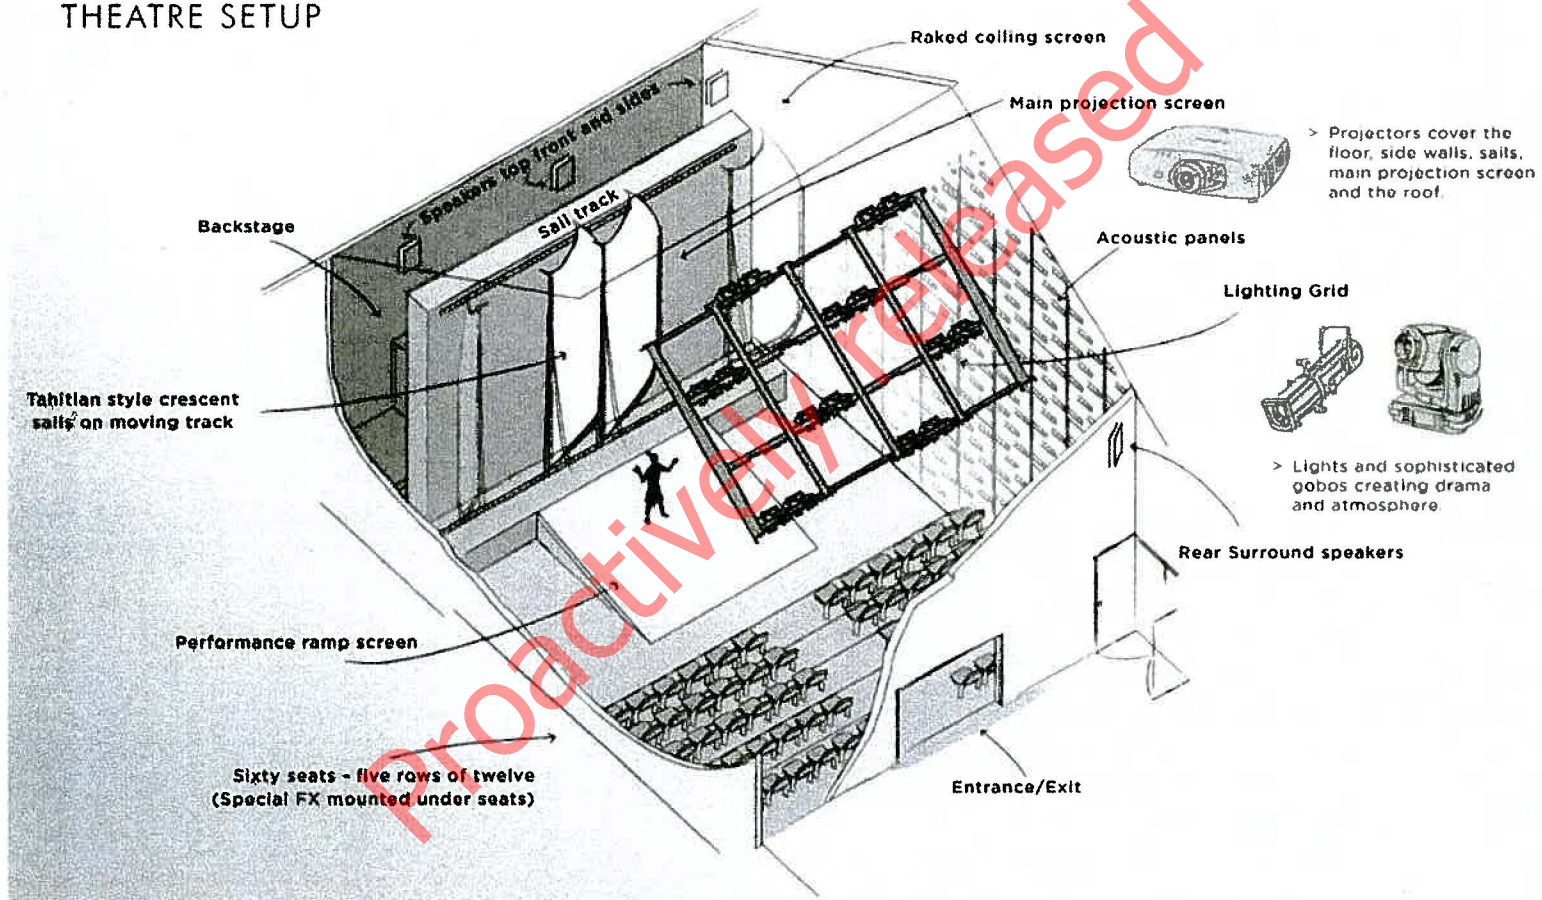 THEATRE SETUP
Raked ceiling screen
Main projection screen
> Projectors cover the
floor, side walls, sails,
main projection screen
and the roof.
Speakers top front and sides
Sail track
Backstage
Acoustic panels
Lighting Grid
Tahitian style crescent
sails on moving track
> Lights and sophisticated
gobos creating drama
and atmosphere.
Rear Surround speakers
Performance ramp screen
Sixty seats - five rows of twelve
(Special FX mounted under seats)
Entrance/Exit
Proactively released